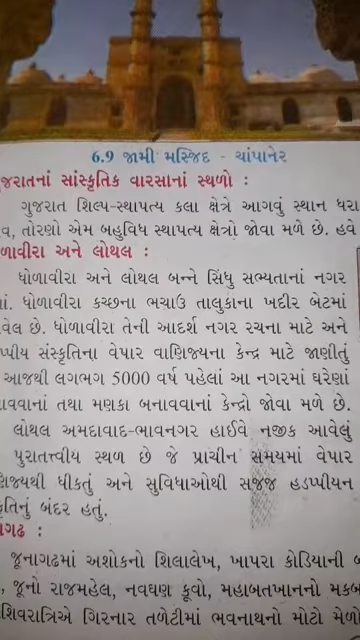 6.9 જામી મસ્જિદ - ચાંપાનેર
જરાતનાં સાંસ્કૃતિક વારસાનાં સ્થળો :
ગુજરાત શિલ્પ-સ્થાપત્ય કલા ક્ષેત્રે આગવું સ્થાન ધરા
વ, તોરણો એમ બહુવિધ સ્થાપત્ય ક્ષેત્રો જોવા મળે છે. હવે
ળાવીરા અને લોથલ :
ધોળાવીરા અને લોથલ બન્ને સિંધુ સભ્યતાનાં નગર
માં. ધોળાવીરા કચ્છના ભચાઉ તાલુકાના ખદીર બેટમાં
વેલ છે. ધોળાવીરા તેની આદર્શ નગર રચના માટે અને
પ્પીય સંસ્કૃતિના વેપાર વાણિજ્યના કેન્દ્ર માટે જાણીતું
આજથી લગભગ 5000 વર્ષ પહેલાં આ નગરમાં ઘરેણાં
ાવવાનાં તથા મણકા બનાવવાનાં કેન્દ્રો જોવા મળે છે.
લોથલ અમદાવાદ-ભાવનગર હાઈવે નજીક આવેલું
પુરાતત્ત્વીય સ્થળ છે જે પ્રાચીન સમયમાં વેપાર
ણિજ્યથી ધીકતું અને સુવિધાઓથી સજ્જ હડપ્પીયન
કૃતિનું બંદર હતું.
ાગઢ :
જૂનાગઢમાં અશોકનો શિલાલેખ, ખાપરા કોડિયાની બ
, જૂનો રાજમહેલ, નવઘણ કૂવો, મહાબતખાનનો મકબ
શિવરાત્રિએ ગિરનાર તળેટીમાં ભવનાથનો મોટો મેળો